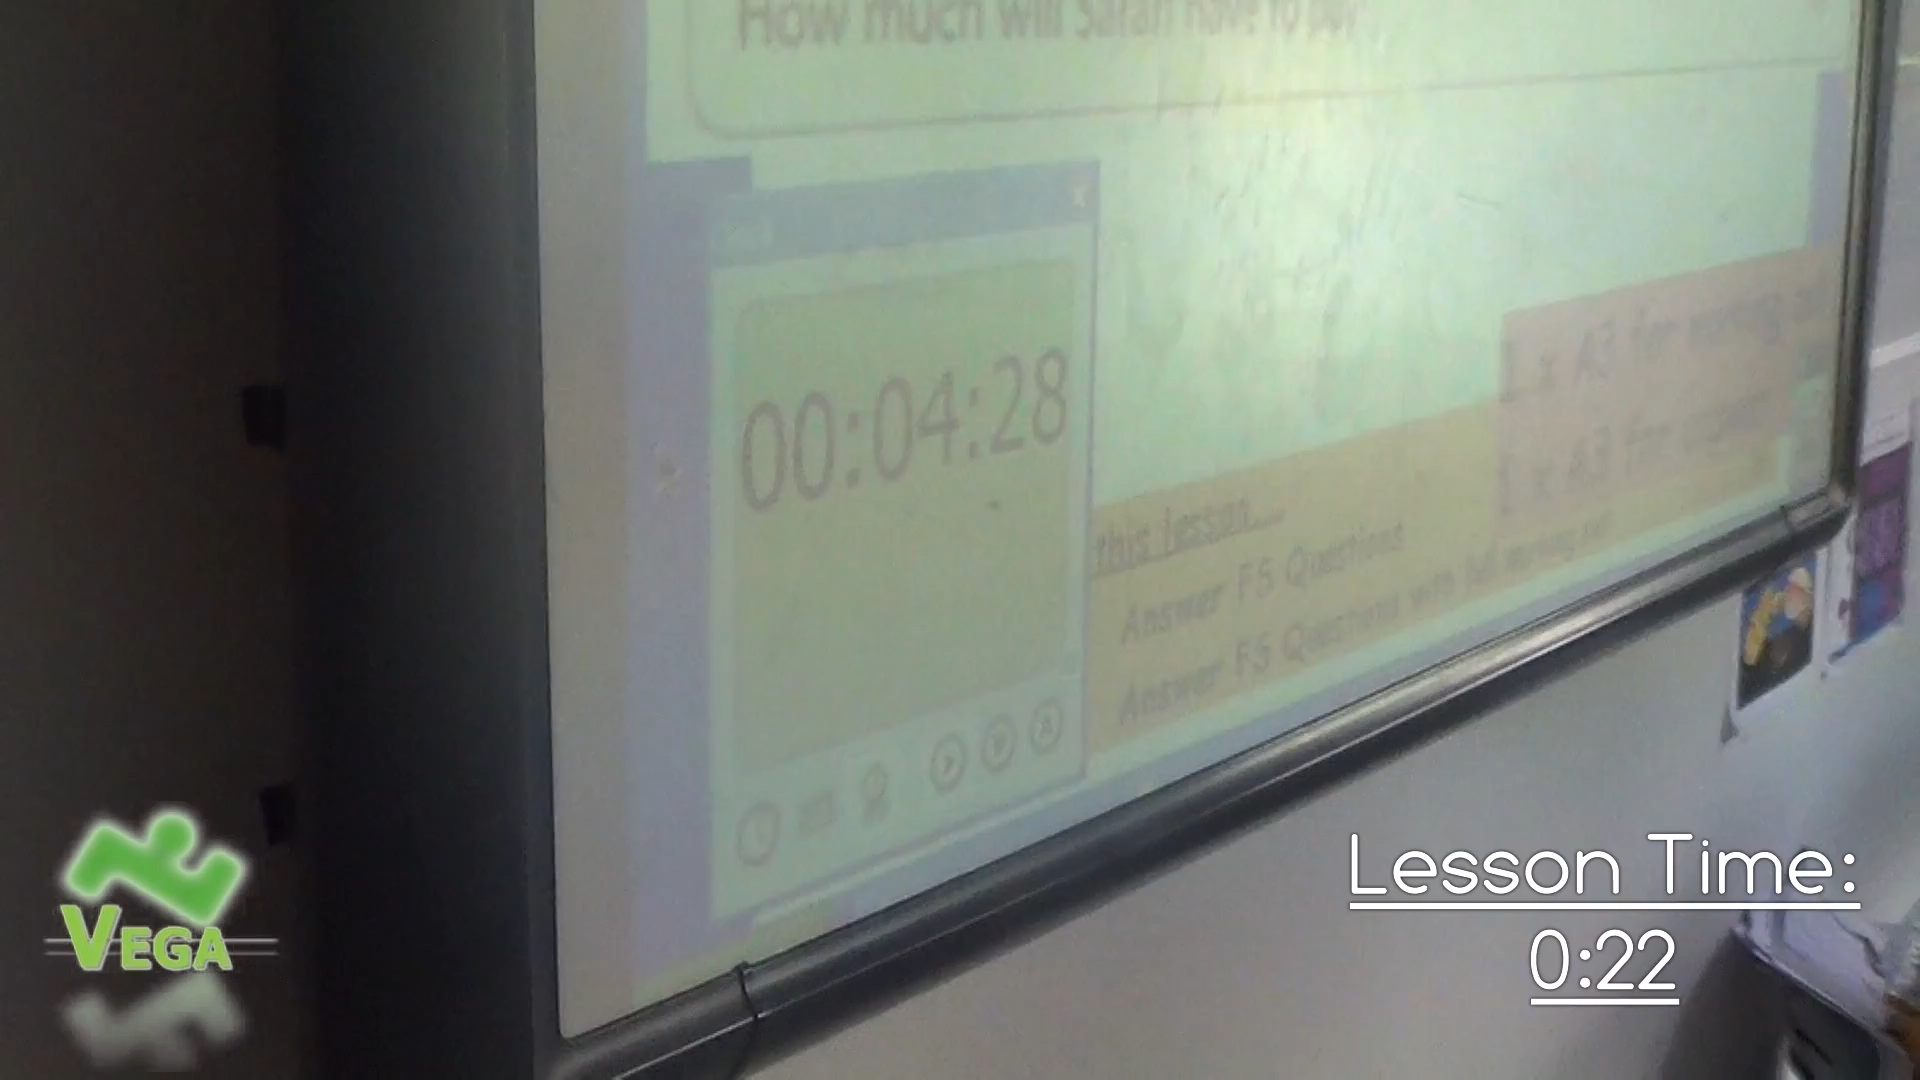 How much will Sarah have to pay
00:04:28
1 x A3 for working out
1 x A3 for
this lesson....
Answer FS Questions
Answer FS Questions with full working out
VEGA
Lesson Time:
0:22